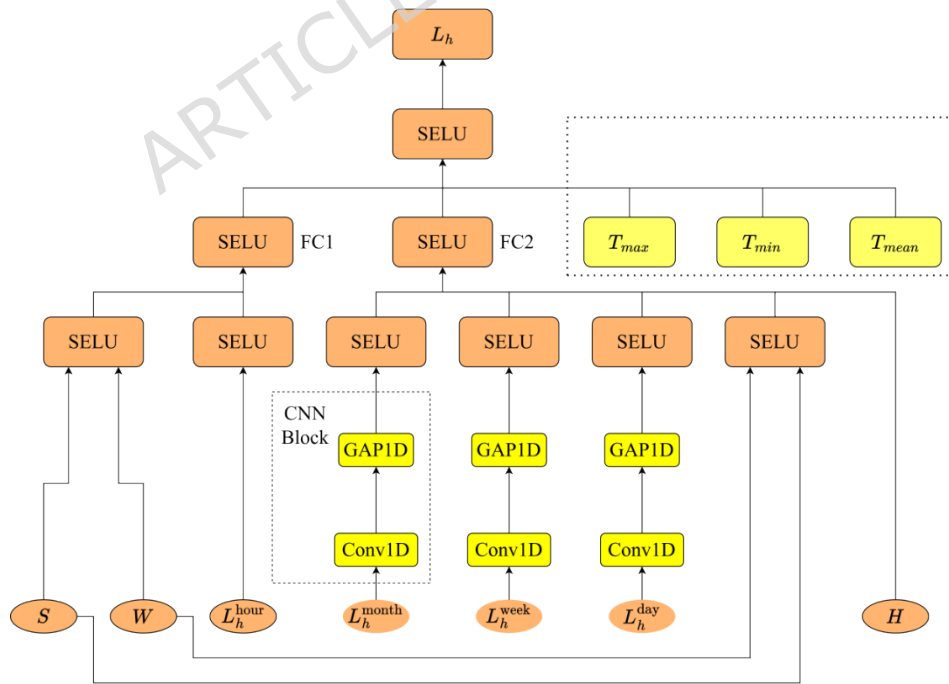 ARTICLE
L_h
SELU
SELU FC1 SELU FC2 T_max T_min T_mean
SELU SELU SELU SELU SELU SELU
CNN
Block
GAP1D GAP1D GAP1D
Conv1D Conv1D Conv1D
S W L_h^hour L_h^month L_h^week L_h^day H